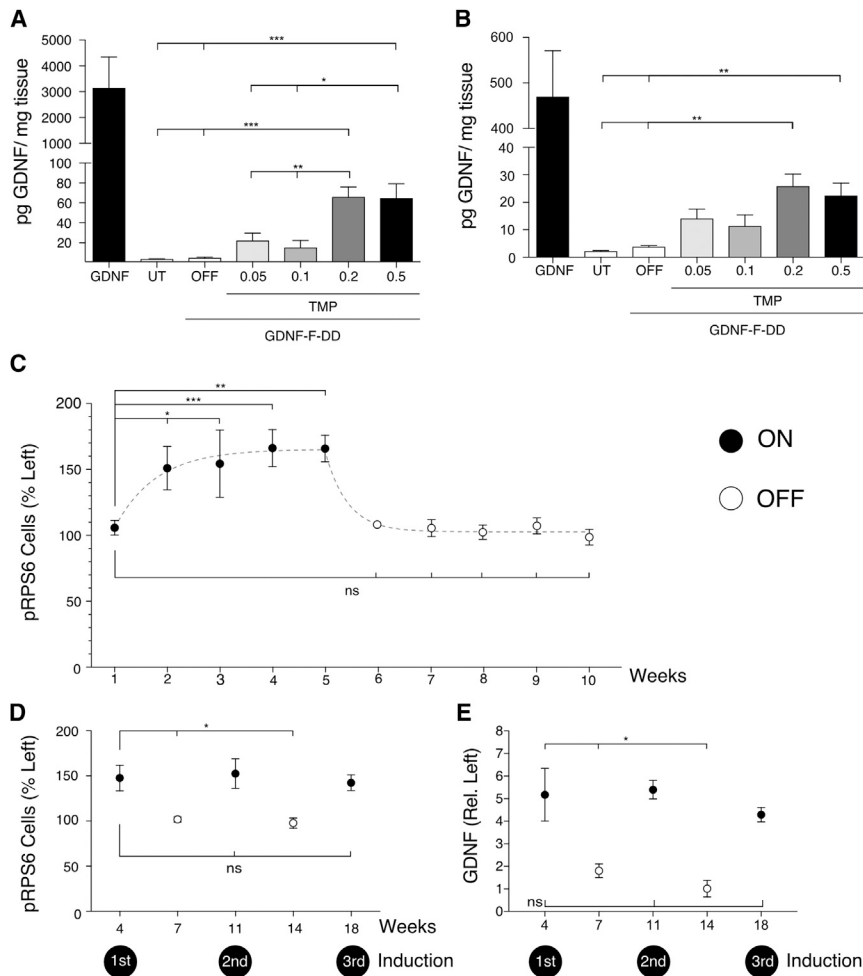 A
pg GDNF/ mg tissue
5000
4000
3000
2000
1000
100
80
60
40
20
***
*
***
**
GDNF UT OFF 0.05 0.1 0.2 0.5
TMP
GDNF-F-DD
B
pg GDNF/ mg tissue
600
500
400
40
30
20
10
0
**
**
GDNF UT OFF 0.05 0.1 0.2 0.5
TMP
GDNF-F-DD
C
pRPS6 Cells (% Left)
200
150
100
50
0
**
***
*
ns
1 2 3 4 5 6 7 8 9 10 Weeks
ON
OFF
D
pRPS6 Cells (% Left)
200
150
100
50
0
*
ns
4 7 11 14 18 Weeks
1st 2nd 3rd Induction
E
GDNF (Rel. Left)
8
7
6
5
4
3
2
1
0
*
ns
4 7 11 14 18
1st 2nd 3rd Induction